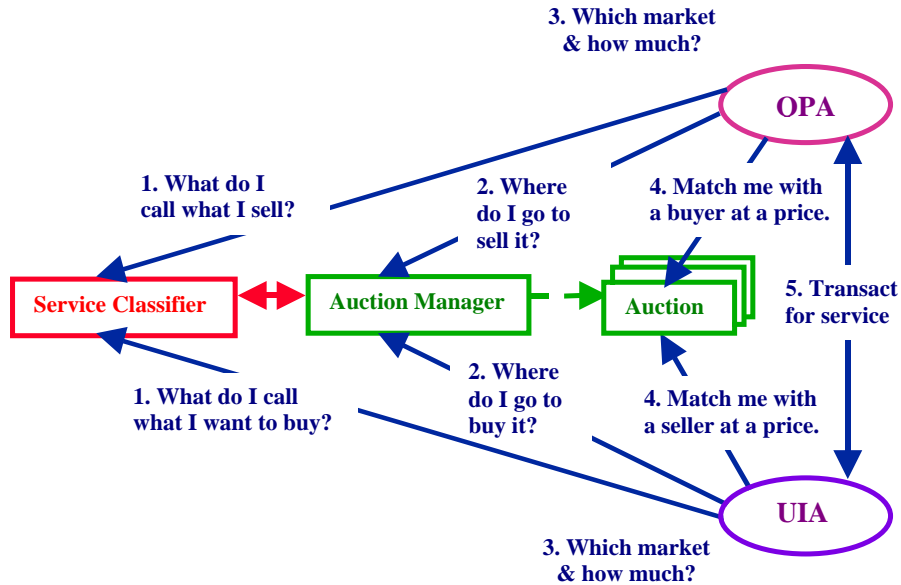 3. Which market
& how much?
OPA
1. What do I
call what I sell?
2. Where
do I go to
sell it?
4. Match me with
a buyer at a price.
Service Classifier
Auction Manager
Auction
5. Transact
for service
1. What do I call
what I want to buy?
2. Where
do I go to
buy it?
4. Match me with
a seller at a price.
UIA
3. Which market
& how much?